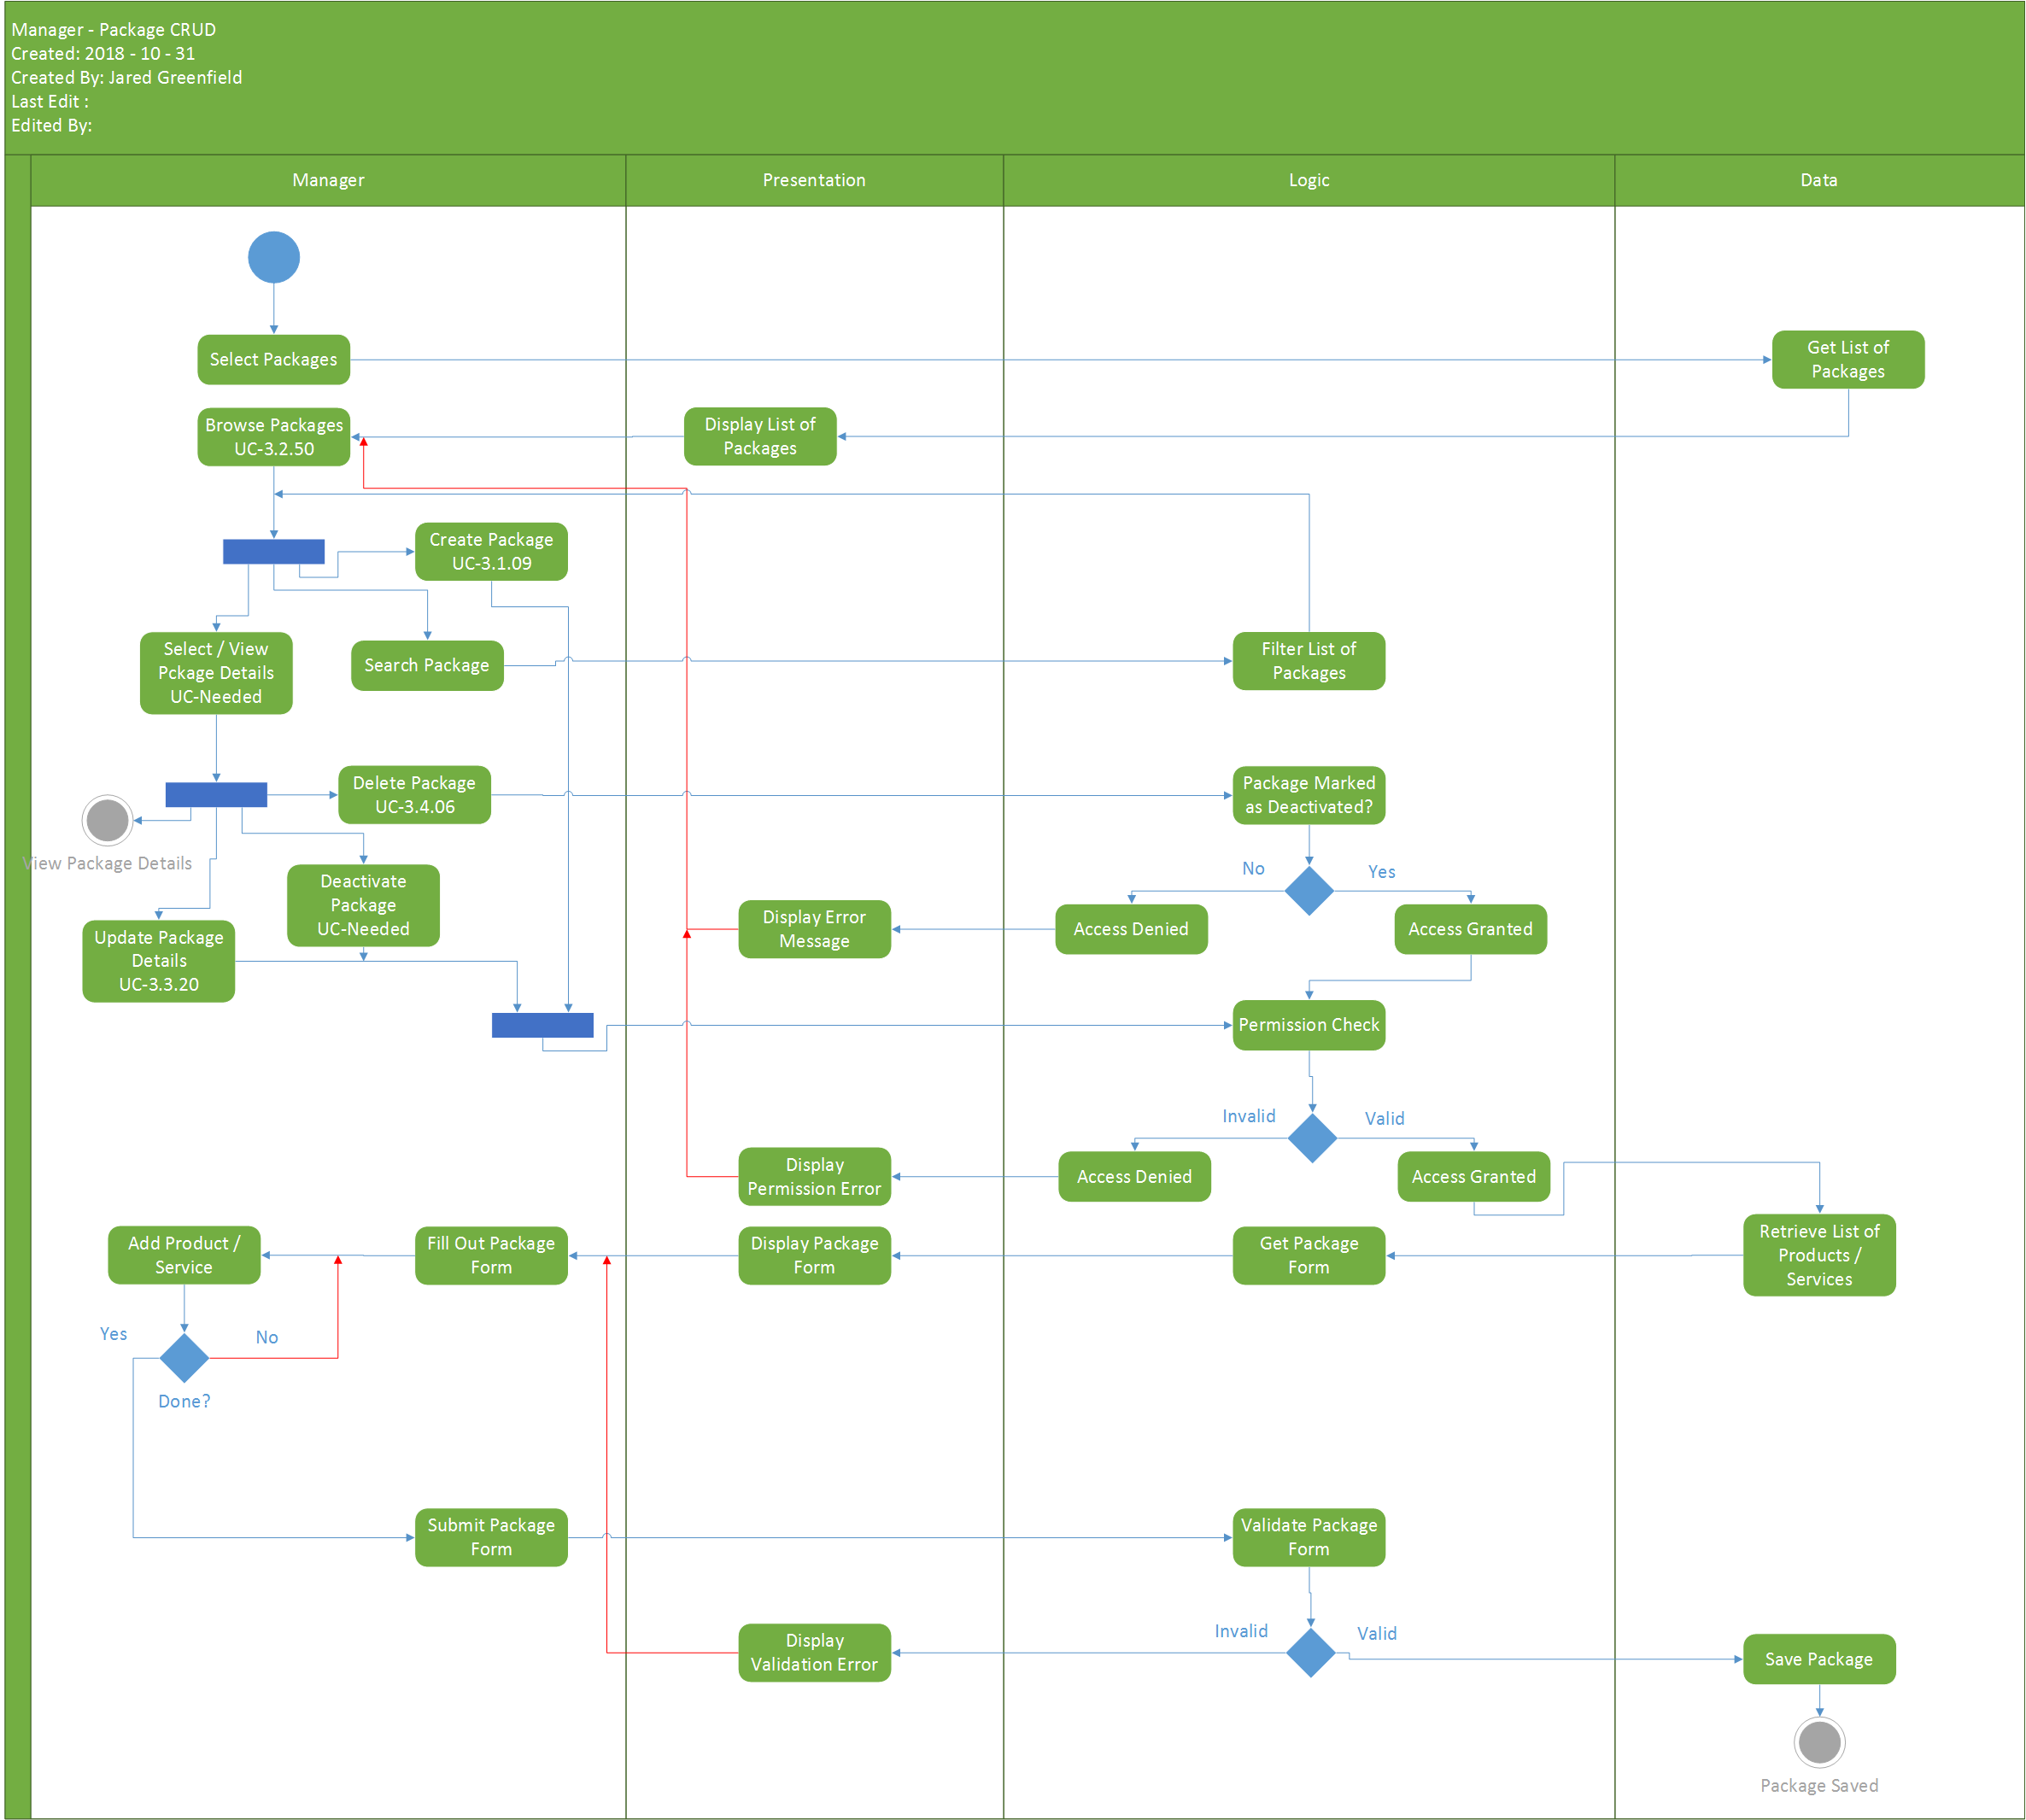 Manager - Package CRUD
Created: 2018 - 10 - 31
Created By: Jared Greenfield
Last Edit :
Edited By:
Manager
Presentation
Logic
Data
Select Packages
Get List of
Packages
Browse Packages
UC-3.2.50
Display List of
Packages
Create Package
UC-3.1.09
Select / View
Pckage Details
UC-Needed
Search Package
Filter List of
Packages
Delete Package
UC-3.4.06
Package Marked
as Deactivated?
View Package Details
No
Yes
Deactivate
Package
UC-Needed
Update Package
Details
UC-3.3.20
Display Error
Message
Access Denied
Access Granted
Permission Check
Invalid
Valid
Display
Permission Error
Access Denied
Access Granted
Add Product /
Service
Fill Out Package
Form
Display Package
Form
Get Package
Form
Retrieve List of
Products /
Services
Yes
No
Done?
Submit Package
Form
Validate Package
Form
Invalid
Valid
Display
Validation Error
Save Package
Package Saved